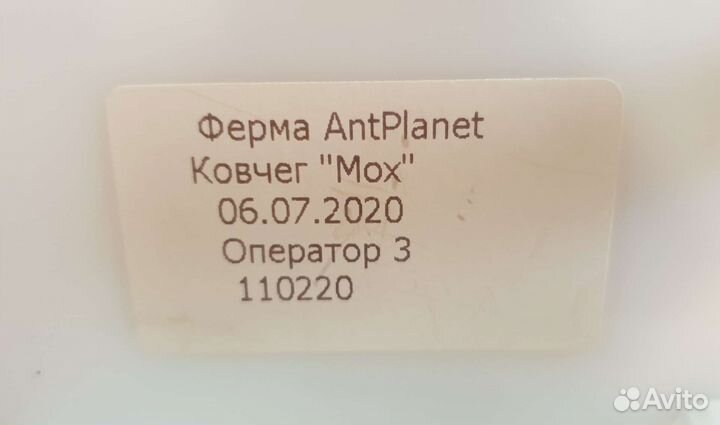 Ферма AntPlanet
Ковчег "Мох"
06.07.2020
Оператор 3
110220
Avito